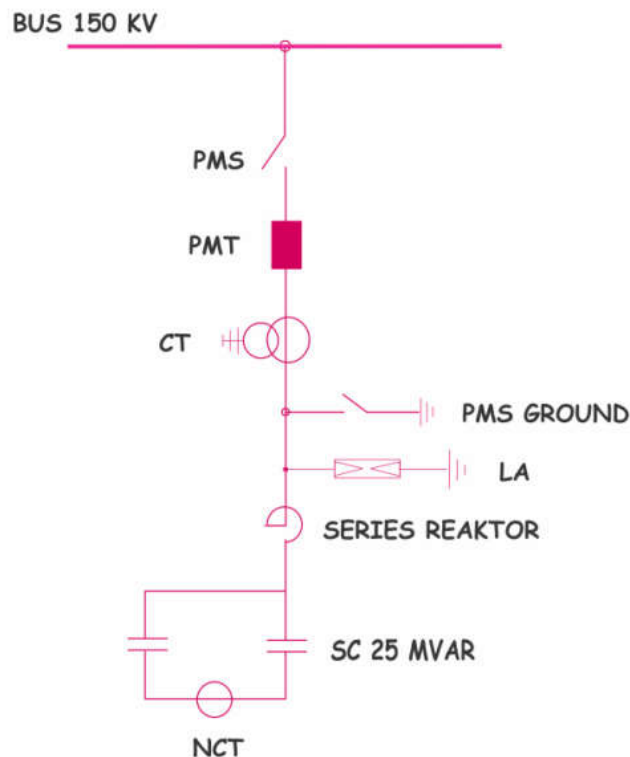 BUS 150 KV
PMS
PMT
CT
PMS GROUND
LA
SERIES REAKTOR
SC 25 MVAR
NCT